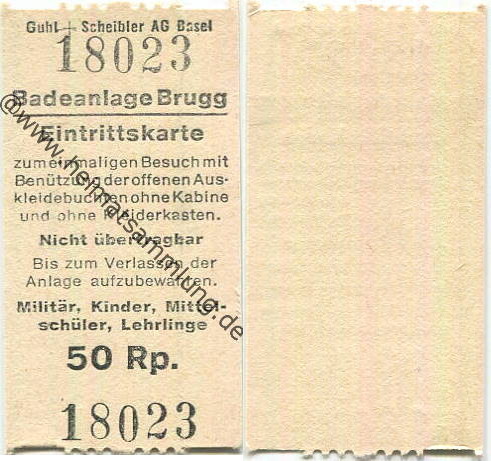 Guhl + Scheibler AG Basel
18023
Badeanlage Brugg
Eintrittskarte
zum einmaligen Besuch mit
Benützung der offenen Aus-
kleidebuchten ohne Kabine
und ohne Kleiderkasten.
Nicht übertragbar
Bis zum Verlassen der
Anlage aufzubewahren.
Militär, Kinder, Mittel-
schüler, Lehrlinge
50 Rp.
18023
@www.heimatsammlung.de